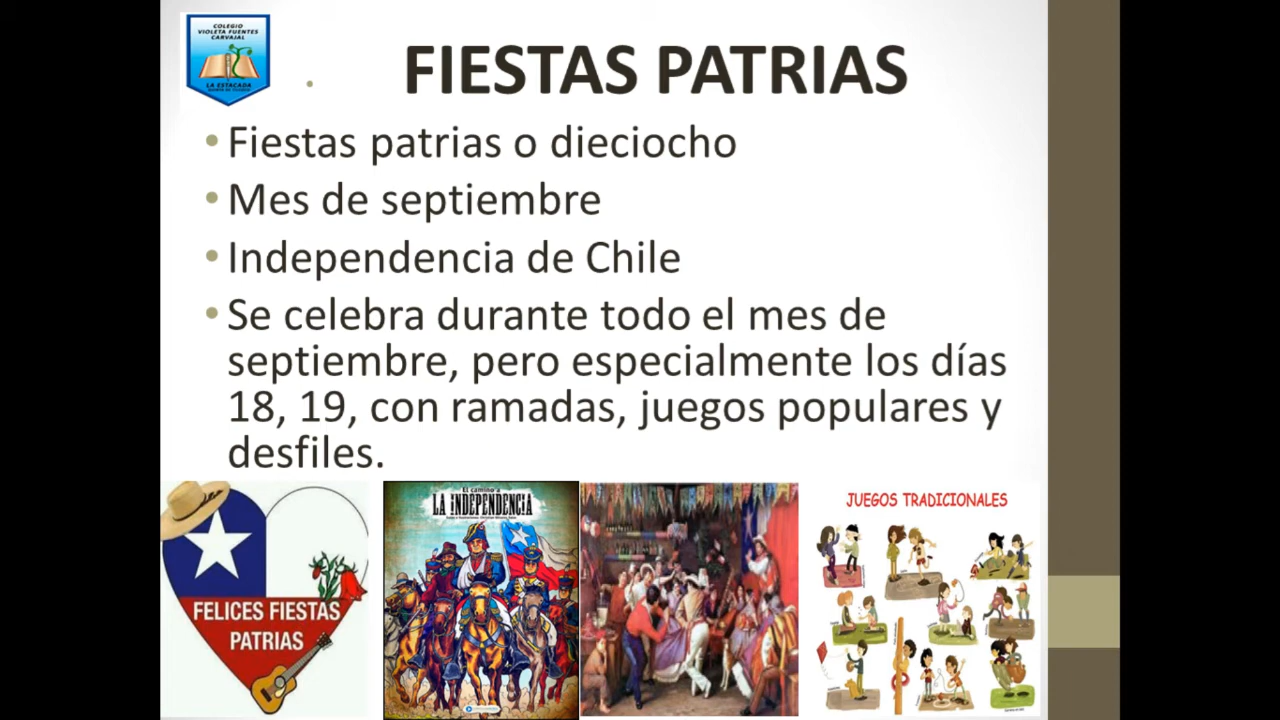 COLEGIO
VIOLETA FUENTES
CARVAJAL
LA ESTACADA
FIESTAS PATRIAS
• Fiestas patrias o dieciocho
• Mes de septiembre
• Independencia de Chile
• Se celebra durante todo el mes de
septiembre, pero especialmente los días
18, 19, con ramadas, juegos populares y
desfiles.
FELICES FIESTAS
PATRIAS
El camino a
LA INDEPENDENCIA
JUEGOS TRADICIONALES